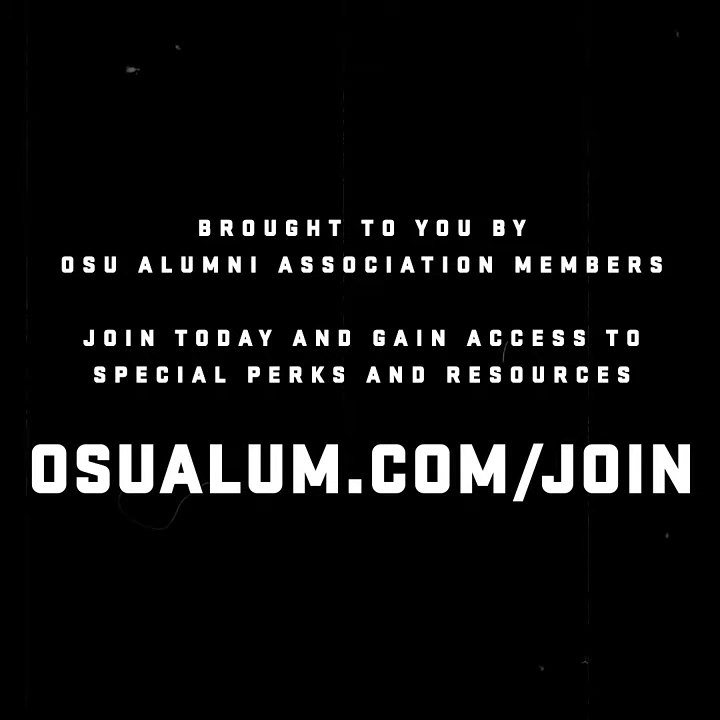 BROUGHT TO YOU BY
OSU ALUMNI ASSOCIATION MEMBERS
JOIN TODAY AND GAIN ACCESS TO
SPECIAL PERKS AND RESOURCES
OSUALUM.COM/JOIN